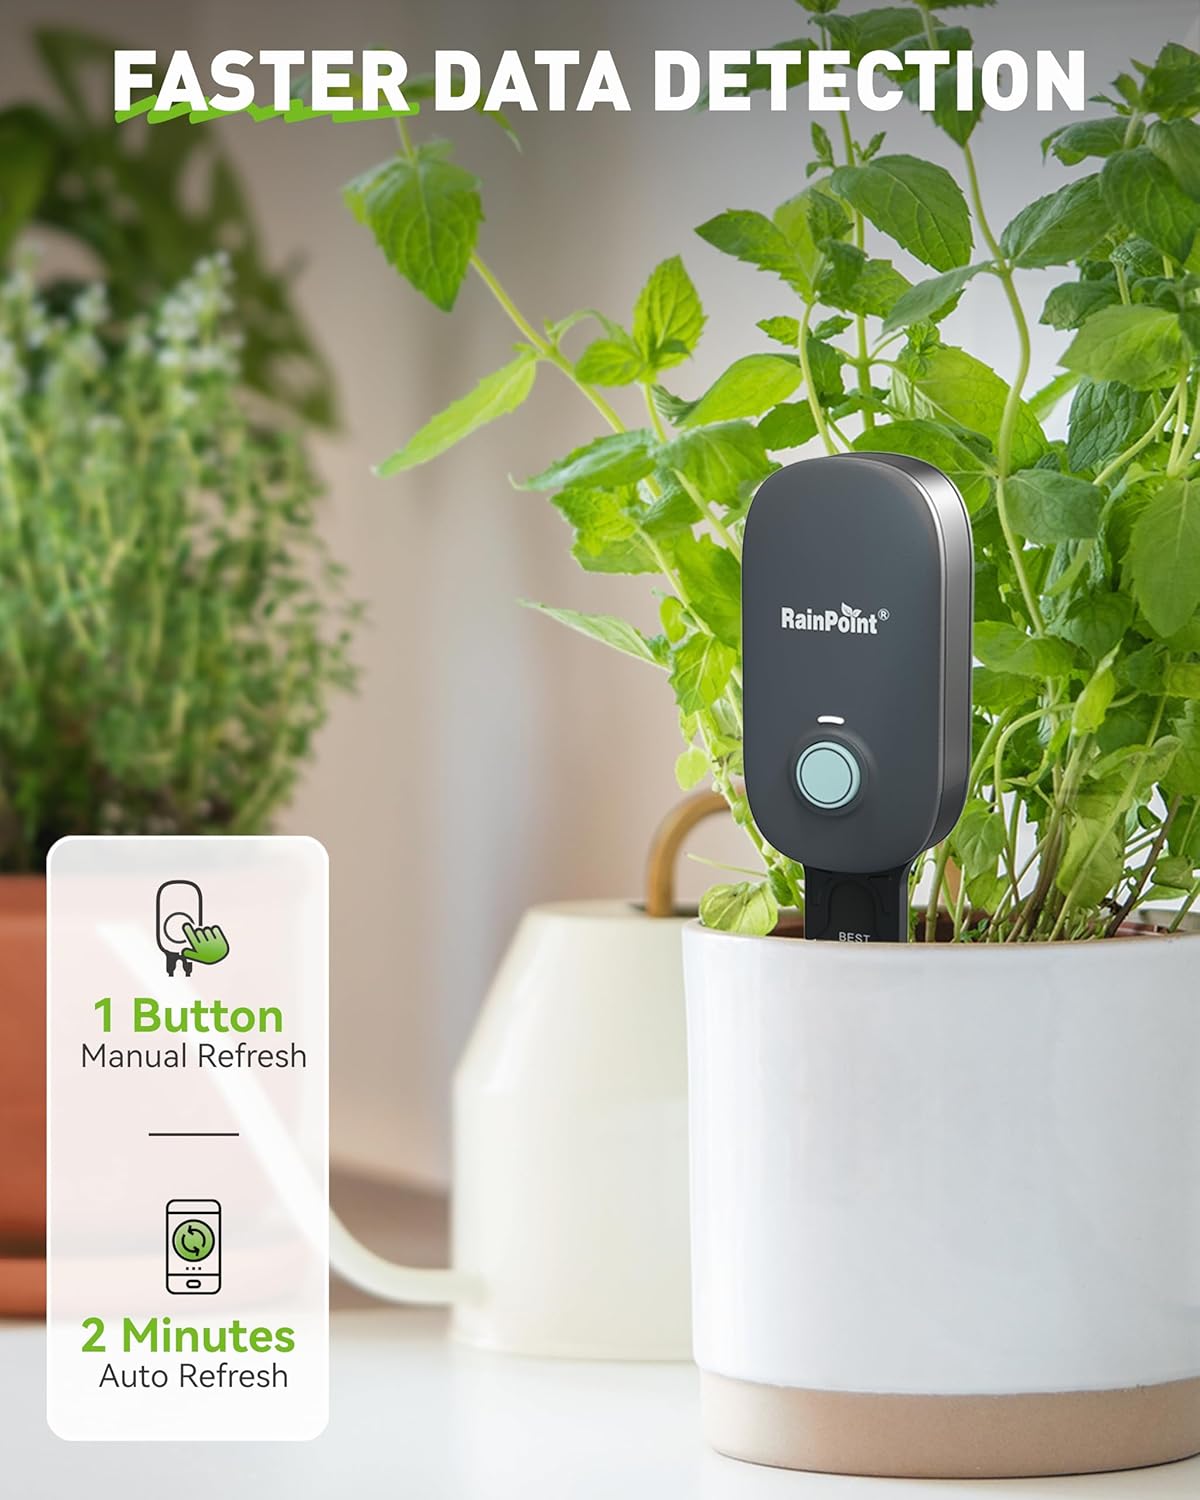 FASTER DATA DETECTION
RainPoint®
BEST
1 Button
Manual Refresh
2 Minutes
Auto Refresh